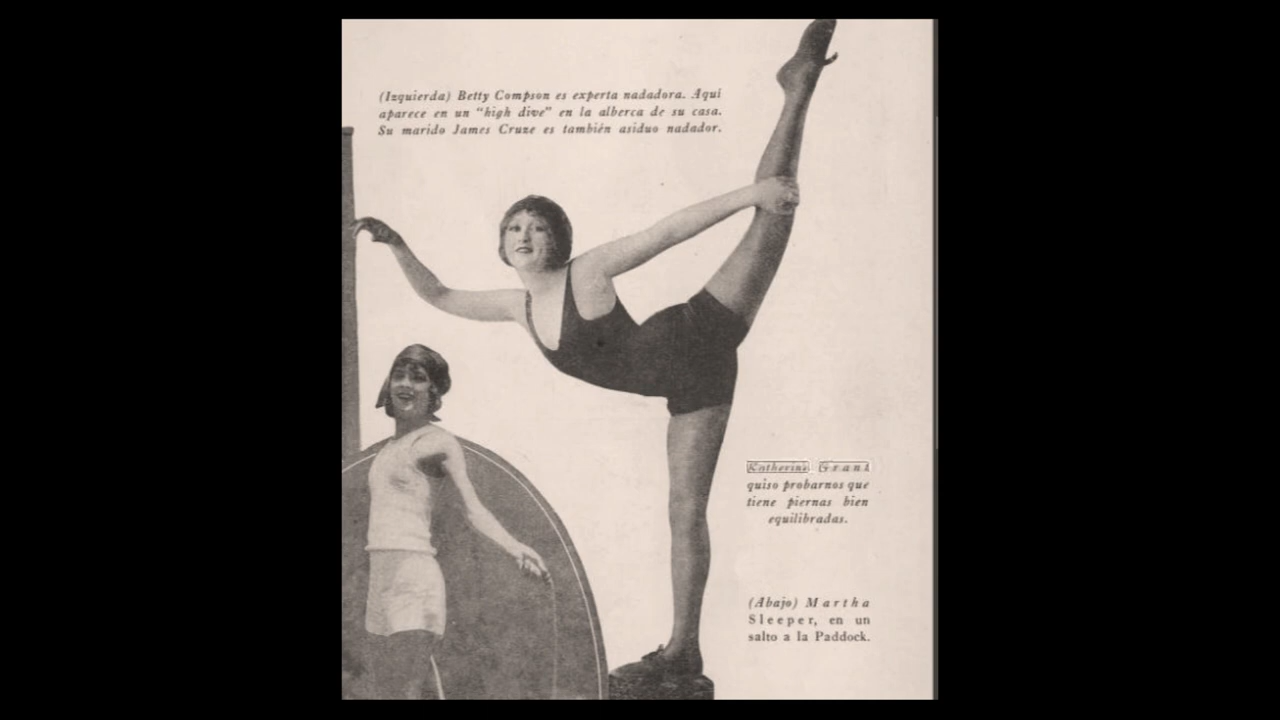 (Izquierda) Betty Compson es experta nadadora. Aquí
aparece en un "high dive" en la alberca de su casa.
Su marido James Cruze es también asiduo nadador.
Katherine Grant
quiso probarnos que
tiene piernas bien
equilibradas.
(Abajo) Martha
Sleeper, en un
salto a la Paddock.